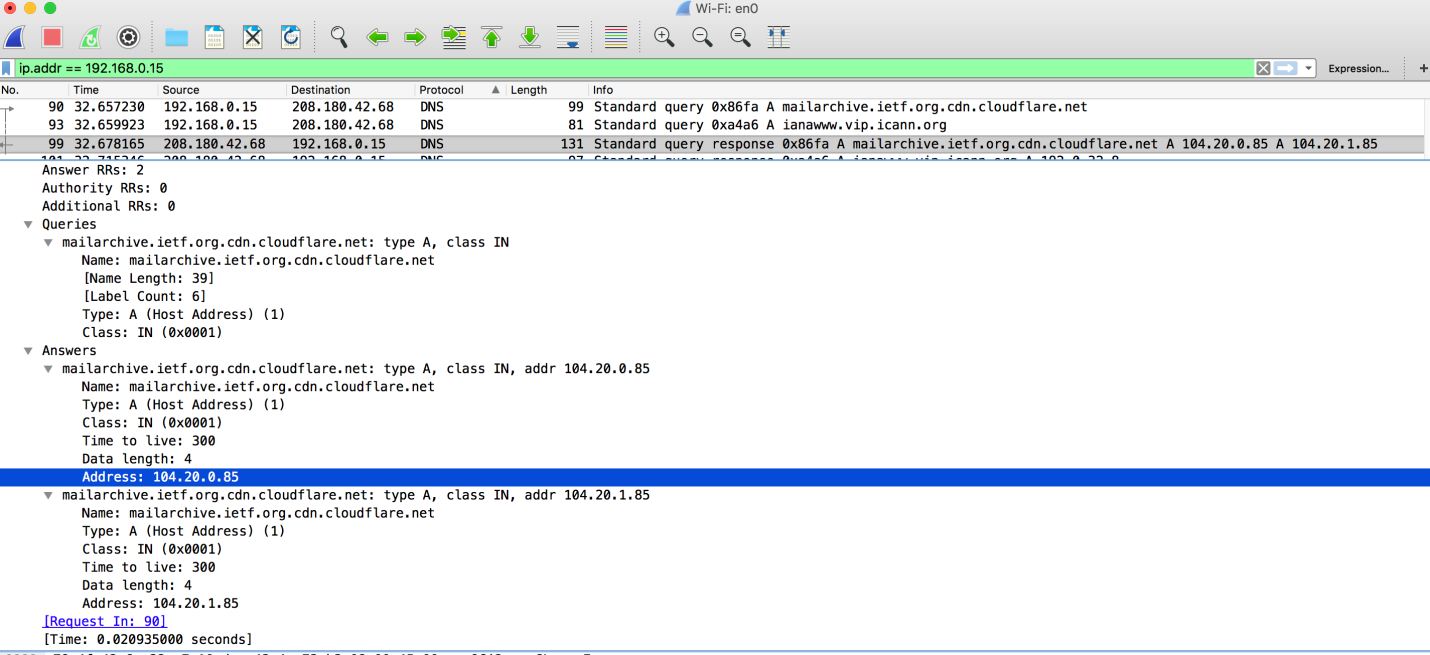 Wi-Fi: en0
ip.addr == 192.168.0.15 Expression... +
No. Time Source Destination Protocol Length Info
90 32.657230 192.168.0.15 208.180.42.68 DNS 99 Standard query 0x86fa A mailarchive.ietf.org.cdn.cloudflare.net
93 32.659923 192.168.0.15 208.180.42.68 DNS 81 Standard query 0xa4a6 A ianawww.vip.icann.org
99 32.678165 208.180.42.68 192.168.0.15 DNS 131 Standard query response 0x86fa A mailarchive.ietf.org.cdn.cloudflare.net A 104.20.0.85 A 104.20.1.85
Answer RRs: 2
Authority RRs: 0
Additional RRs: 0
Queries
mailarchive.ietf.org.cdn.cloudflare.net: type A, class IN
Name: mailarchive.ietf.org.cdn.cloudflare.net
[Name Length: 39]
[Label Count: 6]
Type: A (Host Address) (1)
Class: IN (0x0001)
Answers
mailarchive.ietf.org.cdn.cloudflare.net: type A, class IN, addr 104.20.0.85
Name: mailarchive.ietf.org.cdn.cloudflare.net
Type: A (Host Address) (1)
Class: IN (0x0001)
Time to live: 300
Data length: 4
Address: 104.20.0.85
mailarchive.ietf.org.cdn.cloudflare.net: type A, class IN, addr 104.20.1.85
Name: mailarchive.ietf.org.cdn.cloudflare.net
Type: A (Host Address) (1)
Class: IN (0x0001)
Time to live: 300
Data length: 4
Address: 104.20.1.85
[Request In: 90]
[Time: 0.020935000 seconds]